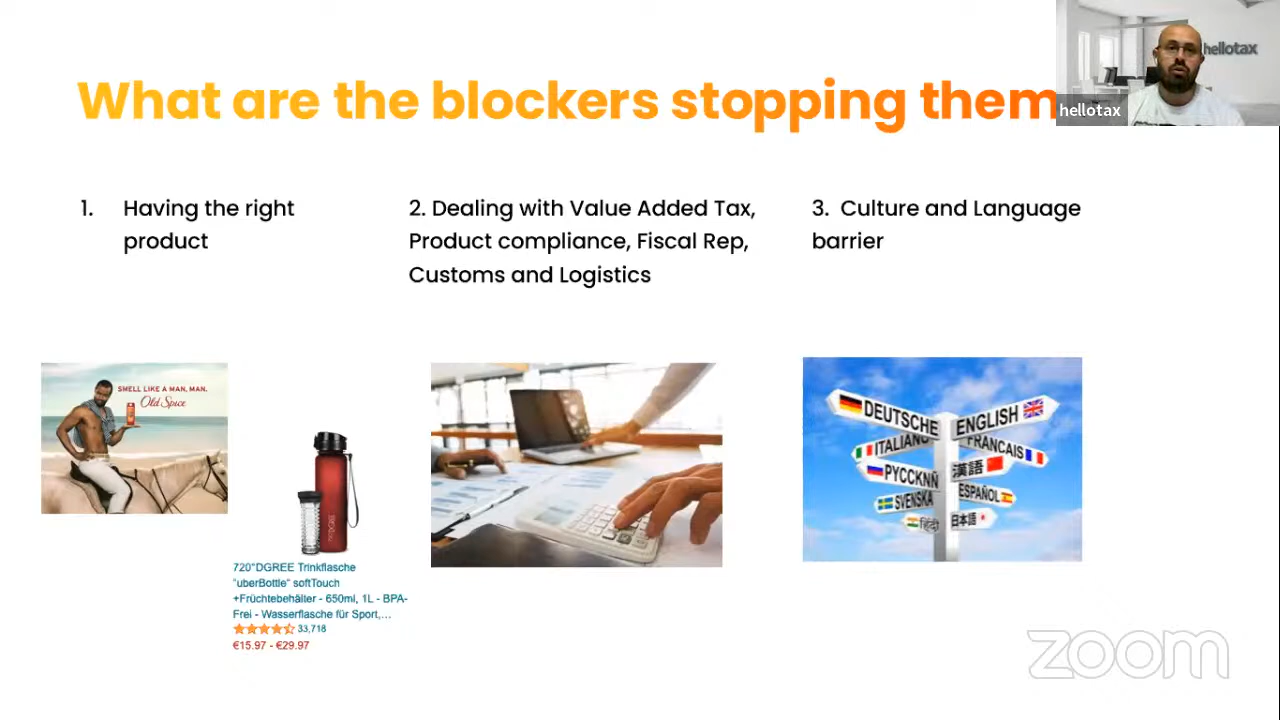 What are the blockers stopping them
hellotax
hellotax
1. Having the right
product
2. Dealing with Value Added Tax,
Product compliance, Fiscal Rep,
Customs and Logistics
3. Culture and Language
barrier
SMELL LIKE A MAN, MAN.
Old Spice
720°DGREE Trinkflasche
"uberBottle" softTouch
+Früchtebehälter - 650ml, 1L - BPA-
Frei - Wasserflasche für Sport,...
33,718
€15.97 - €29.97
DEUTSCHE
ENGLISH
ITALIANO
FRANCAIS
РУССКИЙ
漢語
SVENSKA
ESPAÑOL
हिंदी
日本語
zoom